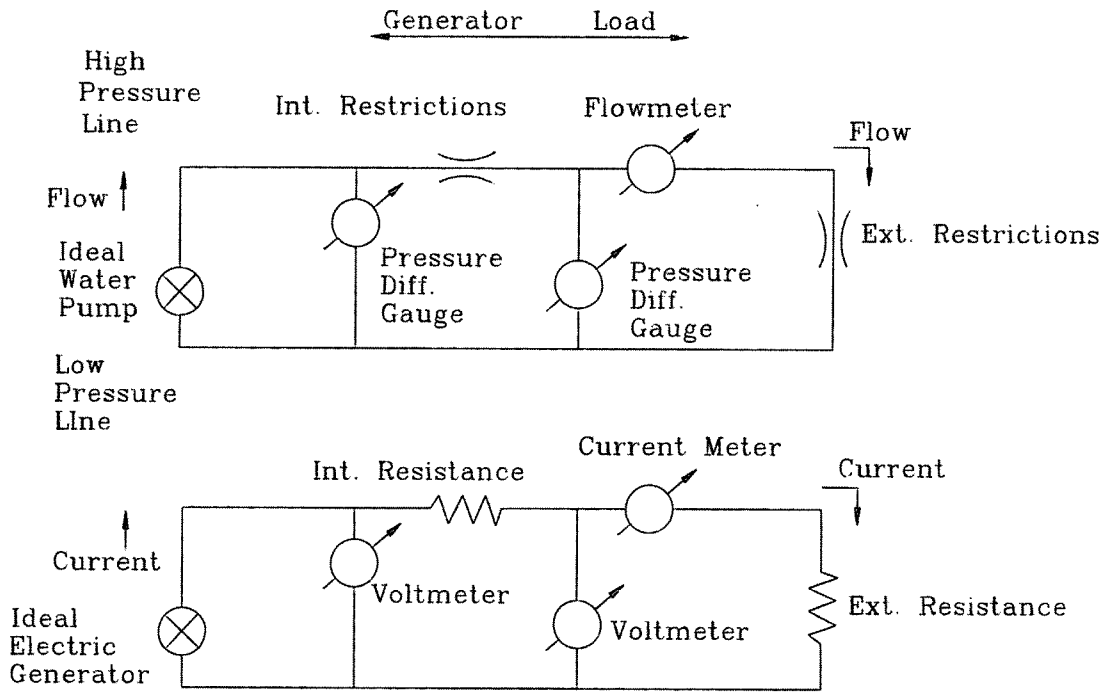 Generator Load
High
Pressure
Line
Int. Restrictions
Flowmeter
Flow
Flow
Ext. Restrictions
Ideal
Water
Pump
Pressure
Diff.
Gauge
Pressure
Diff.
Gauge
Low
Pressure
LIne
Int. Resistance
Current Meter
Current
Current
Voltmeter
Ideal
Electric
Generator
Voltmeter
Ext. Resistance